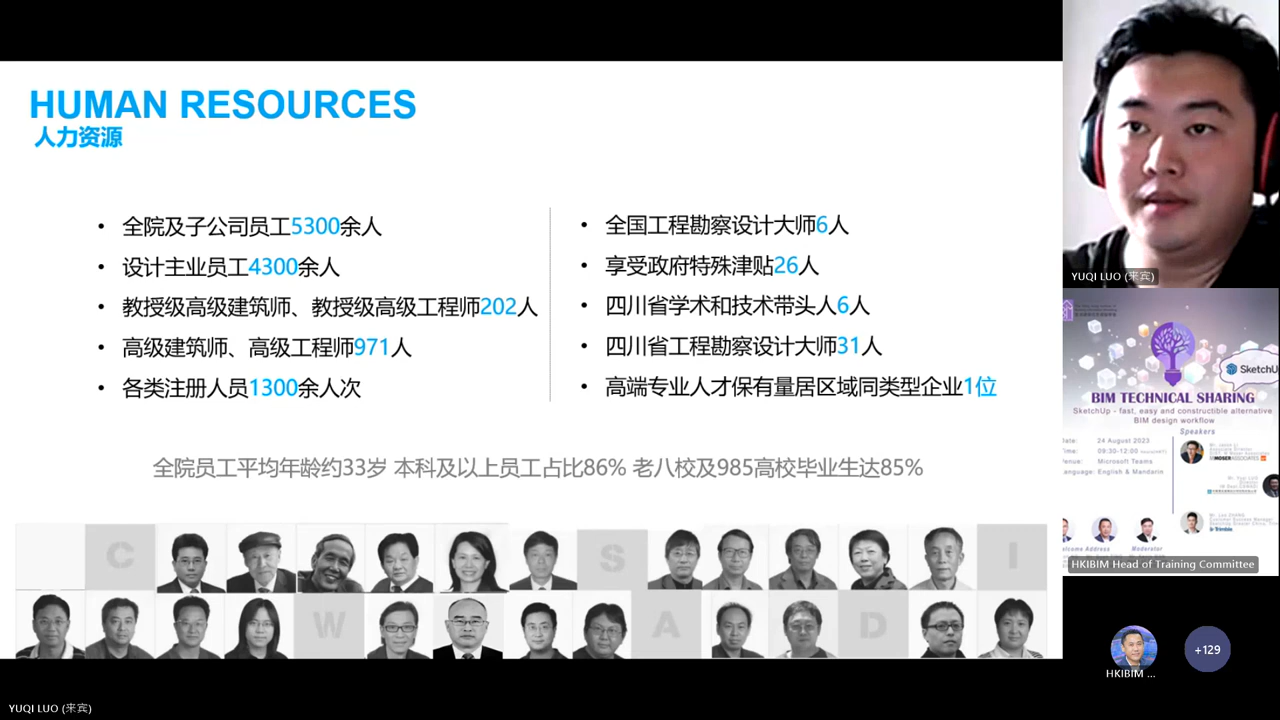 HUMAN RESOURCES
人力资源
• 全院及子公司员工5300余人
• 设计主业员工4300余人
• 教授级高级建筑师、教授级高级工程师202人
• 高级建筑师、高级工程师971人
• 各类注册人员1300余人次
• 全国工程勘察设计大师6人
• 享受政府特殊津贴26人
• 四川省学术和技术带头人6人
• 四川省工程勘察设计大师31人
• 高端专业人才保有量居区域同类型企业1位
全院员工平均年龄约33岁 本科及以上员工占比86% 老八校及985高校毕业生达85%
C S I
W A D
YUQI LUO (来宾)
YUQI LUO (来宾)
SketchU
BIM TECHNICAL SHARING
SketchUp - fast, easy and constructible alternative
BIM design workflow
Speakers
ate: 24 August 2023
ime: 09:30-12:00
enue: Microsoft Teams
anguage: English & Mandarin
lcome Address
Moderator
HKIBIM Head of Training Committee
HKIBIM ...
+129